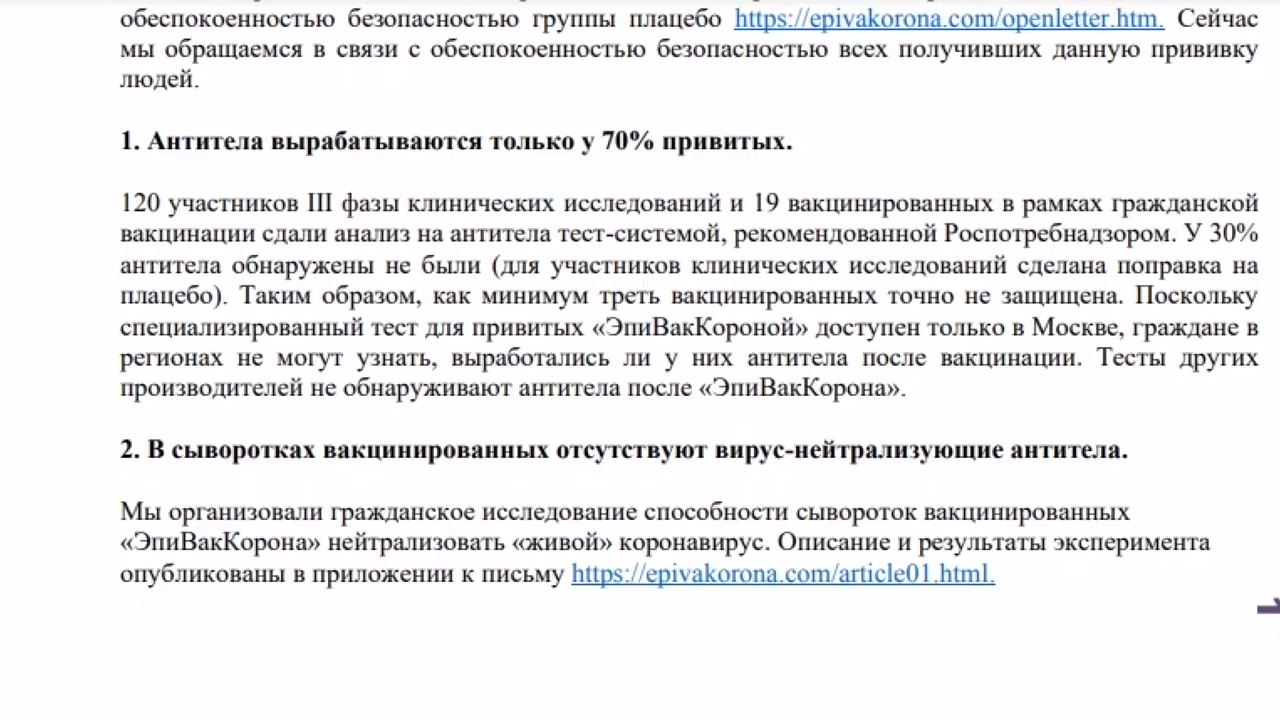 обеспокоенностью безопасностью группы плацебо https://epivakorona.com/openletter.htm. Сейчас
мы обращаемся в связи с обеспокоенностью безопасностью всех получивших данную прививку
людей.
1. Антитела вырабатываются только у 70% привитых.
120 участников III фазы клинических исследований и 19 вакцинированных в рамках гражданской
вакцинации сдали анализ на антитела тест-системой, рекомендованной Роспотребнадзором. У 30%
антитела обнаружены не были (для участников клинических исследований сделана поправка на
плацебо). Таким образом, как минимум треть вакцинированных точно не защищена. Поскольку
специализированный тест для привитых «ЭпиВакКороной» доступен только в Москве, граждане в
регионах не могут узнать, выработались ли у них антитела после вакцинации. Тесты других
производителей не обнаруживают антитела после «ЭпиВакКорона».
2. В сыворотках вакцинированных отсутствуют вирус-нейтрализующие антитела.
Мы организовали гражданское исследование способности сывороток вакцинированных
«ЭпиВакКорона» нейтрализовать «живой» коронавирус. Описание и результаты эксперимента
опубликованы в приложении к письму https://epivakorona.com/article01.html.